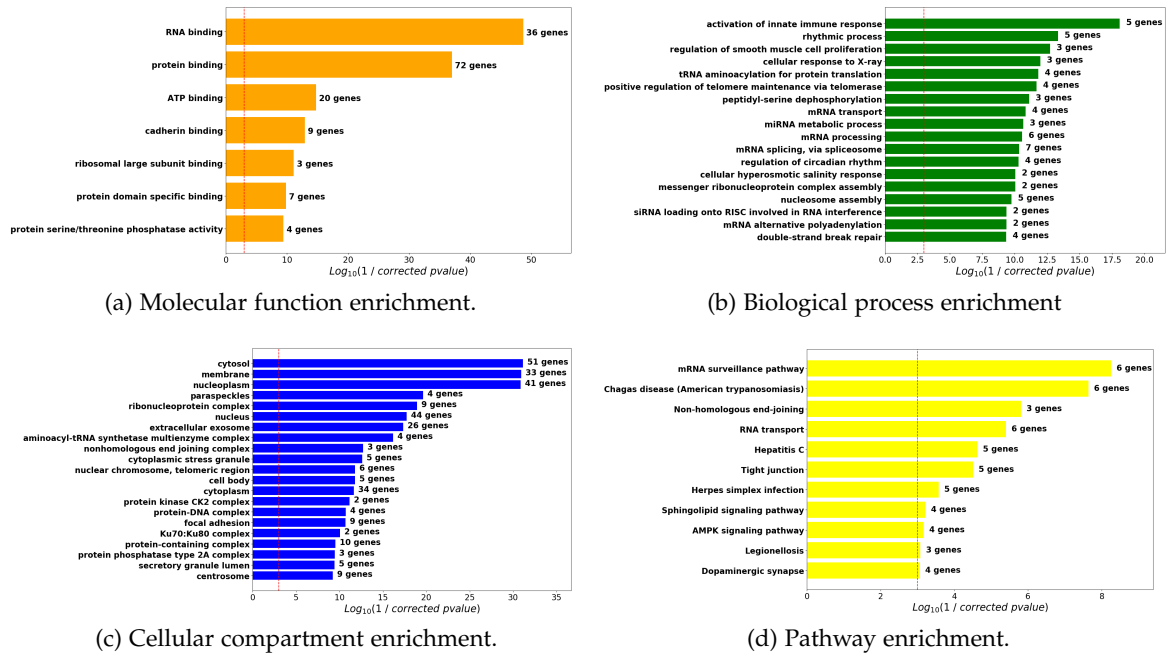 RNA binding 36 genes
protein binding 72 genes
ATP binding 20 genes
cadherin binding 9 genes
ribosomal large subunit binding 3 genes
protein domain specific binding 7 genes
protein serine/threonine phosphatase activity 4 genes
0 10 20 30 40 50
Log10(1 / corrected pvalue)
(a) Molecular function enrichment.
activation of innate immune response 5 genes
rhythmic process 5 genes
regulation of smooth muscle cell proliferation 3 genes
cellular response to X-ray 3 genes
tRNA aminoacylation for protein translation 4 genes
positive regulation of telomere maintenance via telomerase 4 genes
peptidyl-serine dephosphorylation 3 genes
mRNA transport 4 genes
miRNA metabolic process 3 genes
mRNA processing 6 genes
mRNA splicing, via spliceosome 7 genes
regulation of circadian rhythm 4 genes
cellular hyperosmotic salinity response 2 genes
messenger ribonucleoprotein complex assembly 2 genes
nucleosome assembly 5 genes
siRNA loading onto RISC involved in RNA interference 2 genes
mRNA alternative polyadenylation 2 genes
double-strand break repair 4 genes
0.0 2.5 5.0 7.5 10.0 12.5 15.0 17.5 20.0
Log10(1 / corrected pvalue)
(b) Biological process enrichment
cytosol 51 genes
membrane 33 genes
nucleoplasm 41 genes
paraspeckles 4 genes
ribonucleoprotein complex 9 genes
nucleus 44 genes
extracellular exosome 26 genes
aminoacyl-tRNA synthetase multienzyme complex 4 genes
nonhomologous end joining complex 3 genes
cytoplasmic stress granule 5 genes
nuclear chromosome, telomeric region 6 genes
cell body 5 genes
cytoplasm 34 genes
protein kinase CK2 complex 2 genes
protein-DNA complex 4 genes
focal adhesion 9 genes
Ku70:Ku80 complex 2 genes
protein-containing complex 10 genes
protein phosphatase type 2A complex 3 genes
secretory granule lumen 5 genes
centrosome 9 genes
0 5 10 15 20 25 30 35
Log10(1 / corrected pvalue)
(c) Cellular compartment enrichment.
mRNA surveillance pathway 6 genes
Chagas disease (American trypanosomiasis) 6 genes
Non-homologous end-joining 3 genes
RNA transport 6 genes
Hepatitis C 5 genes
Tight junction 5 genes
Herpes simplex infection 5 genes
Sphingolipid signaling pathway 4 genes
AMPK signaling pathway 4 genes
Legionellosis 3 genes
Dopaminergic synapse 4 genes
0 2 4 6 8
Log10(1 / corrected pvalue)
(d) Pathway enrichment.